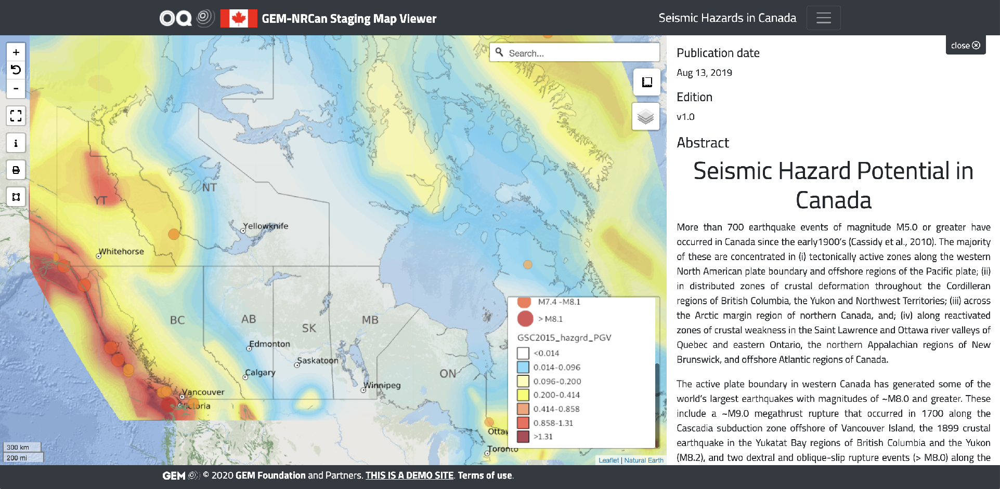 OQ GEM-NRCan Staging Map Viewer
Seismic Hazards in Canada
+
-
i
Search...
YT
NT
Yellowknife
Whitehorse
BC
AB
SK
MB
ON
Edmonton
Saskatoon
Calgary
Winnipeg
Vancouver
Victoria
Ottaw
Toronto
M7.4 -M8.1
> M8.1
GSC2015_hazgrd_PGV
<0.014
0.014-0.096
0.096-0.200
0.200-0.414
0.414-0.858
0.858-1.31
>1.31
300 km
200 mi
Leaflet | Natural Earth
close
Publication date
Aug 13, 2019
Edition
v1.0
Abstract
Seismic Hazard Potential in
Canada
More than 700 earthquake events of magnitude M5.0 or greater have
occurred in Canada since the early1900's (Cassidy et al., 2010). The majority
of these are concentrated in (i) tectonically active zones along the western
North American plate boundary and offshore regions of the Pacific plate; (ii)
in distributed zones of crustal deformation throughout the Cordilleran
regions of British Columbia, the Yukon and Northwest Territories; (iii) across
the Arctic margin region of northern Canada, and; (iv) along reactivated
zones of crustal weakness in the Saint Lawrence and Ottawa river valleys of
Quebec and eastern Ontario, the northern Appalachian regions of New
Brunswick, and offshore Atlantic regions of Canada.
The active plate boundary in western Canada has generated some of the
world's largest earthquakes with magnitudes of ~M8.0 and greater. These
include a ~M9.0 megathrust rupture that occurred in 1700 along the
Cascadia subduction zone offshore of Vancouver Island, the 1899 crustal
earthquake in the Yukatat Bay regions of British Columbia and the Yukon
(M8.2), and two dextral and oblique-slip rupture events (> M8.0) along the
GEM © 2020 GEM Foundation and Partners. THIS IS A DEMO SITE. Terms of use.